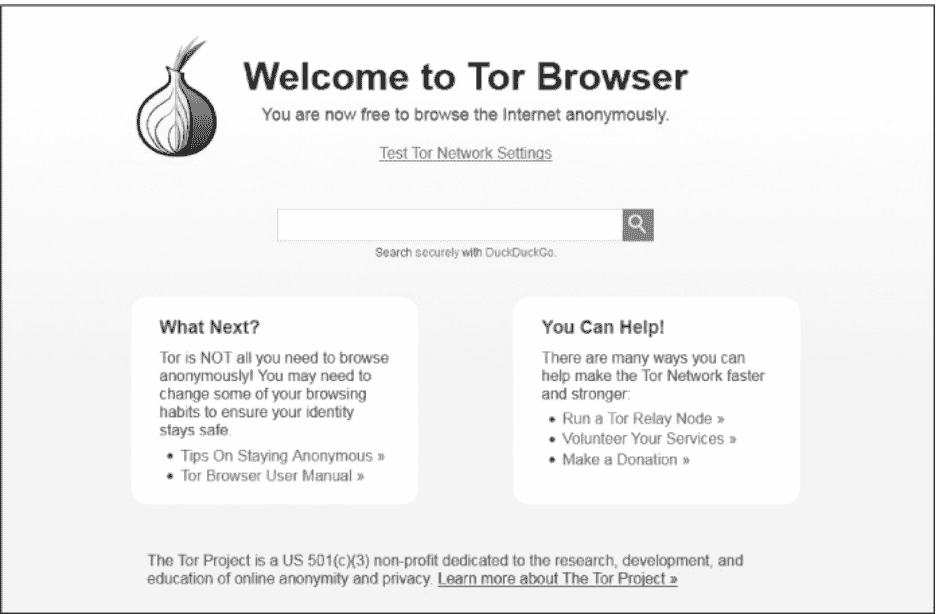 Welcome to Tor Browser
You are now free to browse the Internet anonymously.
Test Tor Network Settings
Search securely with DuckDuckGo.
What Next?
Tor is NOT all you need to browse
anonymously! You may need to
change some of your browsing
habits to ensure your identity
stays safe.
• Tips On Staying Anonymous »
• Tor Browser User Manual »
You Can Help!
There are many ways you can
help make the Tor Network faster
and stronger:
• Run a Tor Relay Node »
• Volunteer Your Services »
• Make a Donation »
The Tor Project is a US 501(c)(3) non-profit dedicated to the research, development, and
education of online anonymity and privacy. Learn more about The Tor Project »